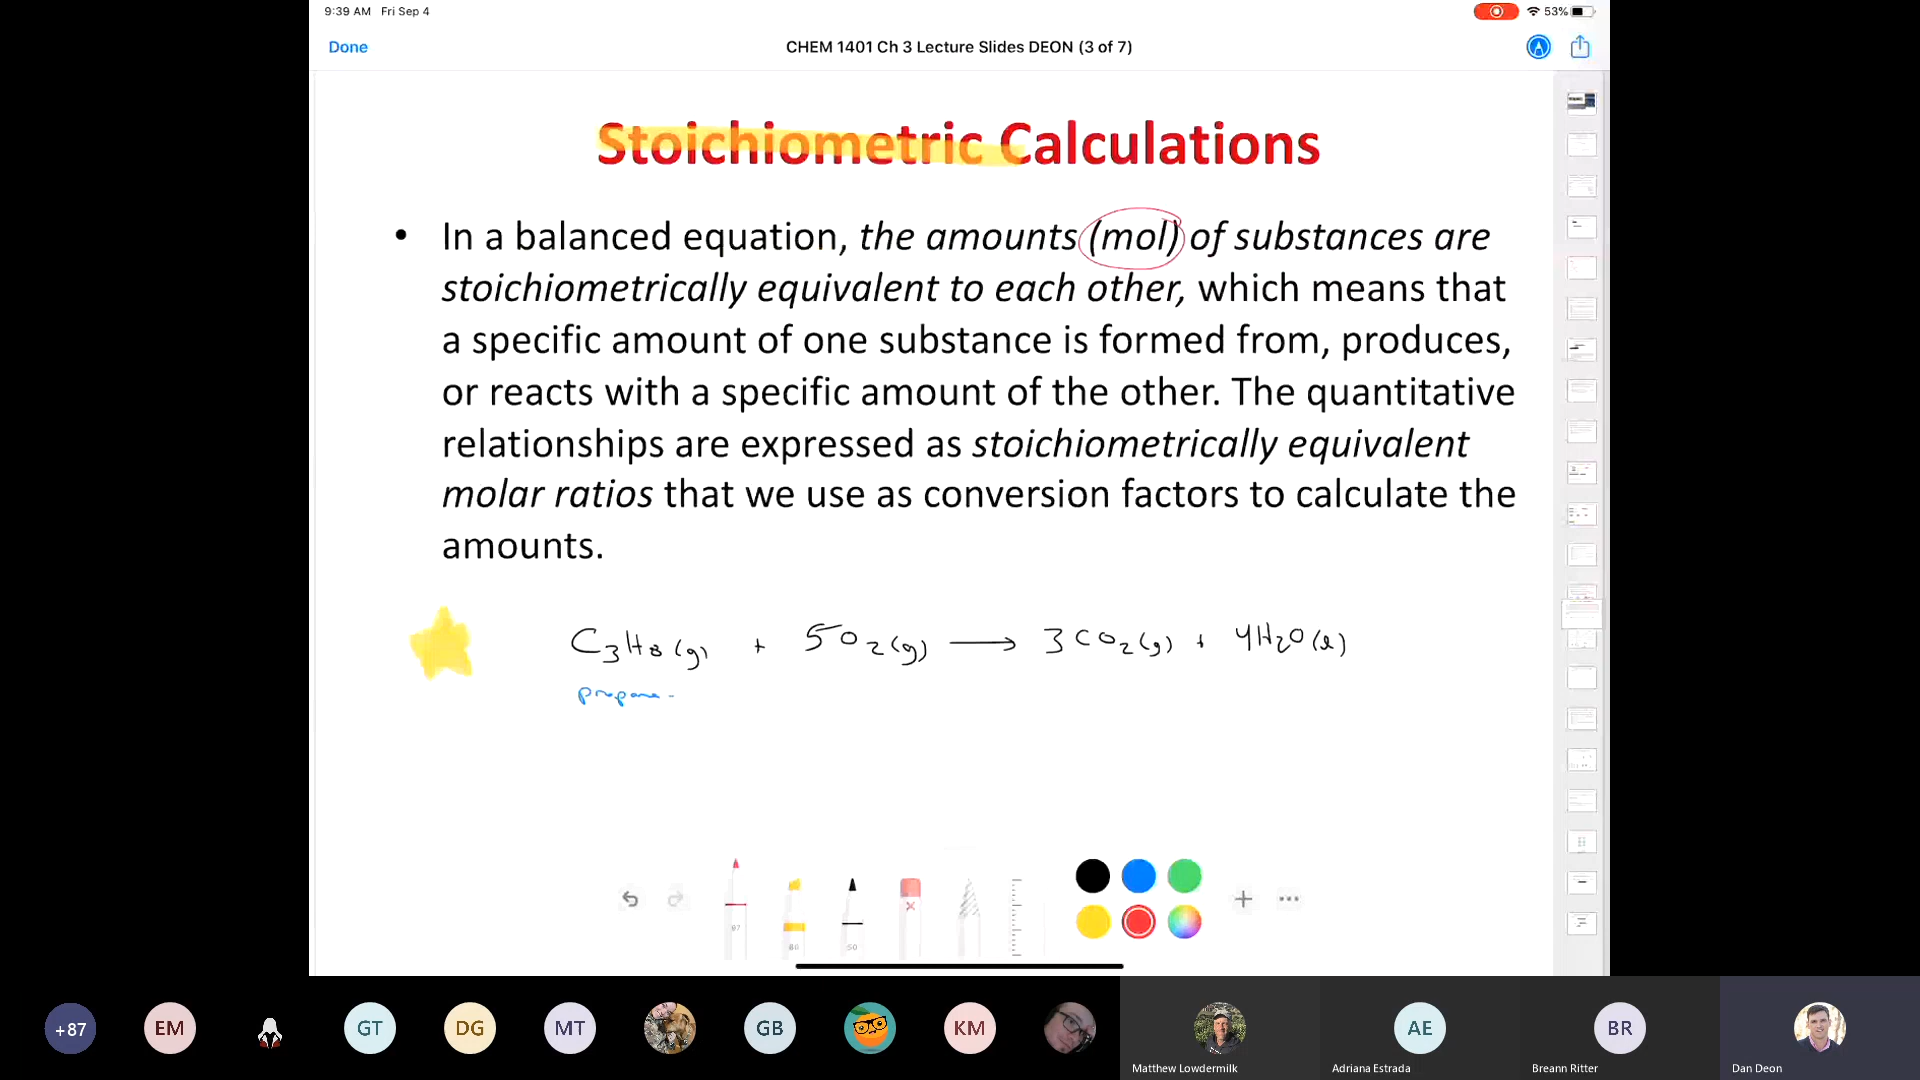 9:39 AM Fri Sep 4
53%
Done
CHEM 1401 Ch 3 Lecture Slides DEON (3 of 7)
Stoichiometric Calculations
• In a balanced equation, the amounts (mol) of substances are
stoichiometrically equivalent to each other, which means that
a specific amount of one substance is formed from, produces,
or reacts with a specific amount of the other. The quantitative
relationships are expressed as stoichiometrically equivalent
molar ratios that we use as conversion factors to calculate the
amounts.
C₃H₈(g) + 5O₂(g) ⟶ 3CO₂(g) + 4H₂O(l)
propane
97
80
50
+87
EM
GT
DG
MT
GB
KM
AE
BR
Matthew Lowdermilk
Adriana Estrada
Breann Ritter
Dan Deon